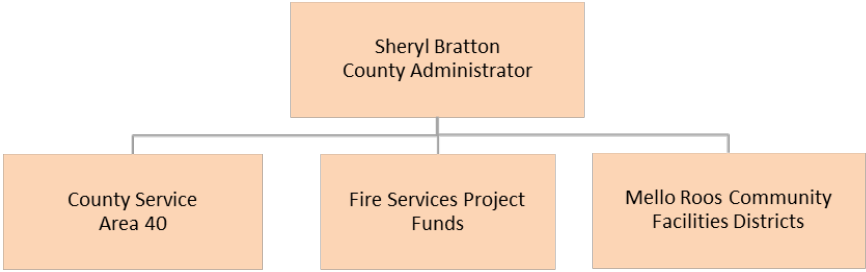 Sheryl Bratton
County Administrator
County Service
Area 40
Fire Services Project
Funds
Mello Roos Community
Facilities Districts